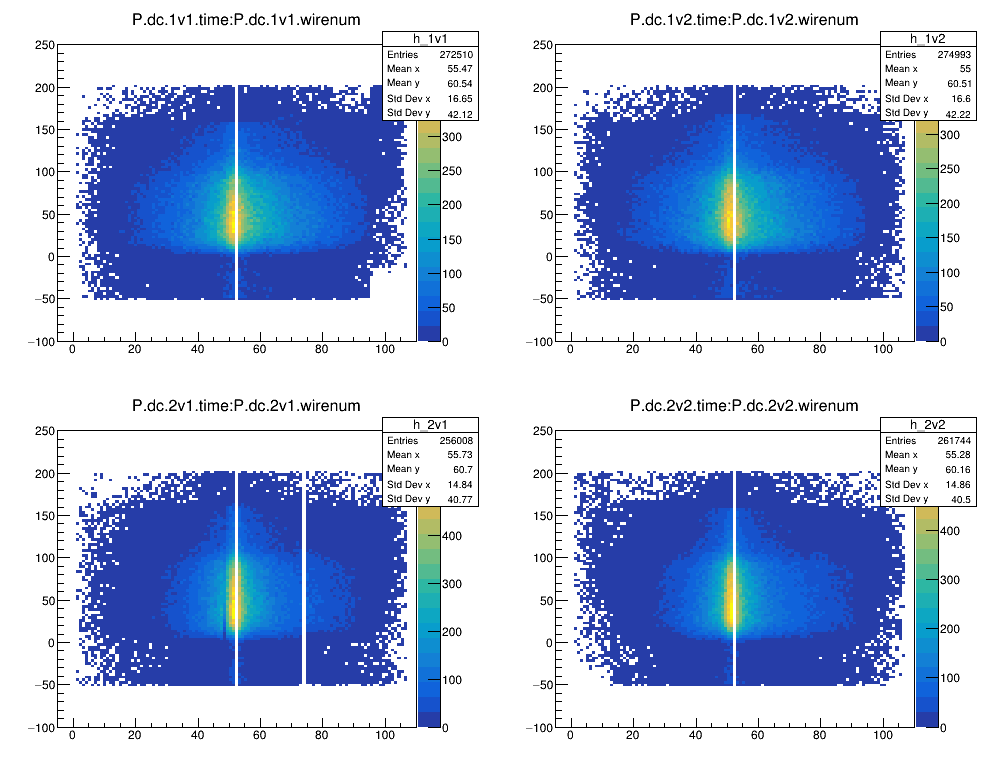 P.dc.1v1.time:P.dc.1v1.wirenum
h_1v1
Entries 272510
Mean x 55.47
Mean y 60.54
Std Dev x 16.65
Std Dev y 42.12
250
200
150
100
50
0
−50
−100
0 20 40 60 80 100
300
250
200
150
100
50
0
P.dc.1v2.time:P.dc.1v2.wirenum
h_1v2
Entries 274993
Mean x 55
Mean y 60.51
Std Dev x 16.6
Std Dev y 42.22
250
200
150
100
50
0
−50
−100
0 20 40 60 80 100
300
250
200
150
100
50
0
P.dc.2v1.time:P.dc.2v1.wirenum
h_2v1
Entries 256008
Mean x 55.73
Mean y 60.7
Std Dev x 14.84
Std Dev y 40.77
250
200
150
100
50
0
−50
−100
0 20 40 60 80 100
400
300
200
100
0
P.dc.2v2.time:P.dc.2v2.wirenum
h_2v2
Entries 261744
Mean x 55.28
Mean y 60.16
Std Dev x 14.86
Std Dev y 40.5
250
200
150
100
50
0
−50
−100
0 20 40 60 80 100
400
300
200
100
0